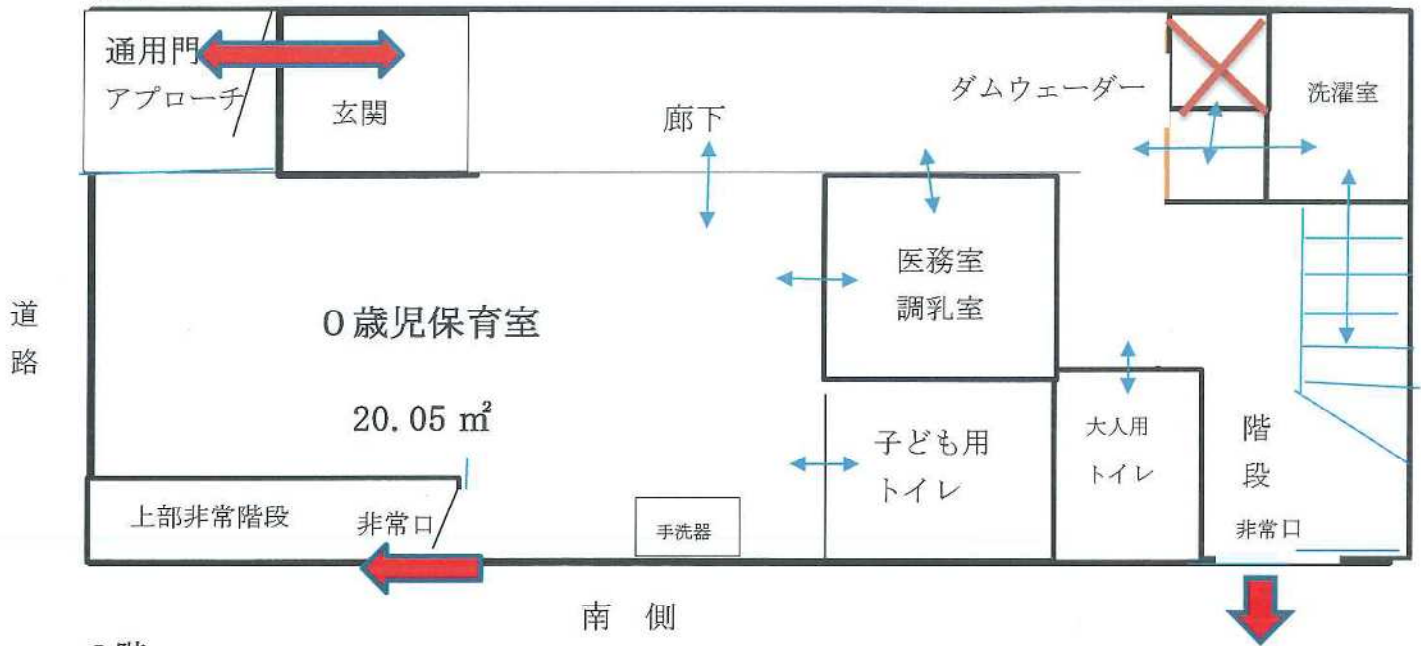 通用門
アプローチ
玄関
廊下
ダムウェーダー
洗濯室
医務室
調乳室
道
路
0歳児保育室
20.05 ㎡
子ども用
トイレ
大人用
トイレ
階
段
非常口
上部非常階段
非常口
手洗器
南 側